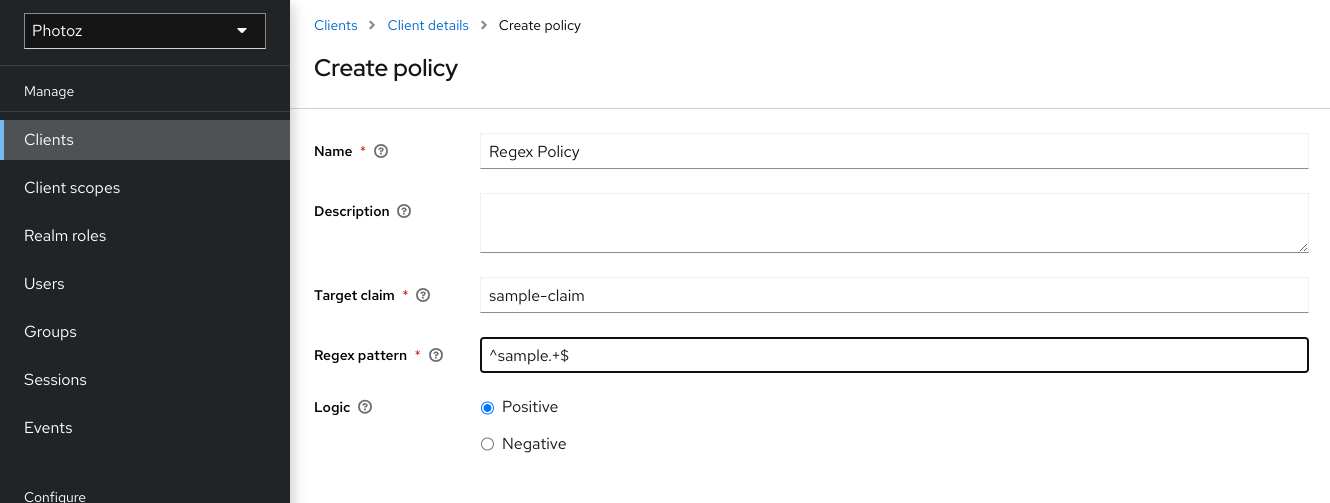 Photoz
Manage
Clients
Client scopes
Realm roles
Users
Groups
Sessions
Events
Configure
Clients > Client details > Create policy
Create policy
Name *
Regex Policy
Description
Target claim *
sample-claim
Regex pattern *
^sample.+$
Logic
Positive
Negative